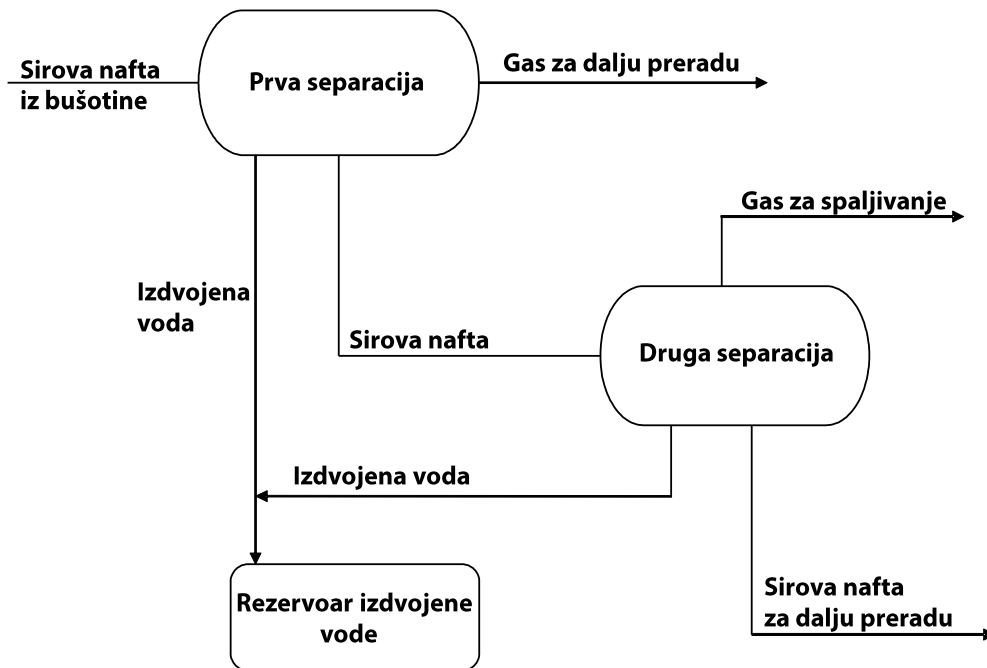 Sirova nafta
iz bušotine
Prva separacija
Gas za dalju preradu
Gas za spaljivanje
Izdvojena
voda
Sirova nafta
Druga separacija
Izdvojena voda
Rezervoar izdvojene
vode
Sirova nafta
za dalju preradu